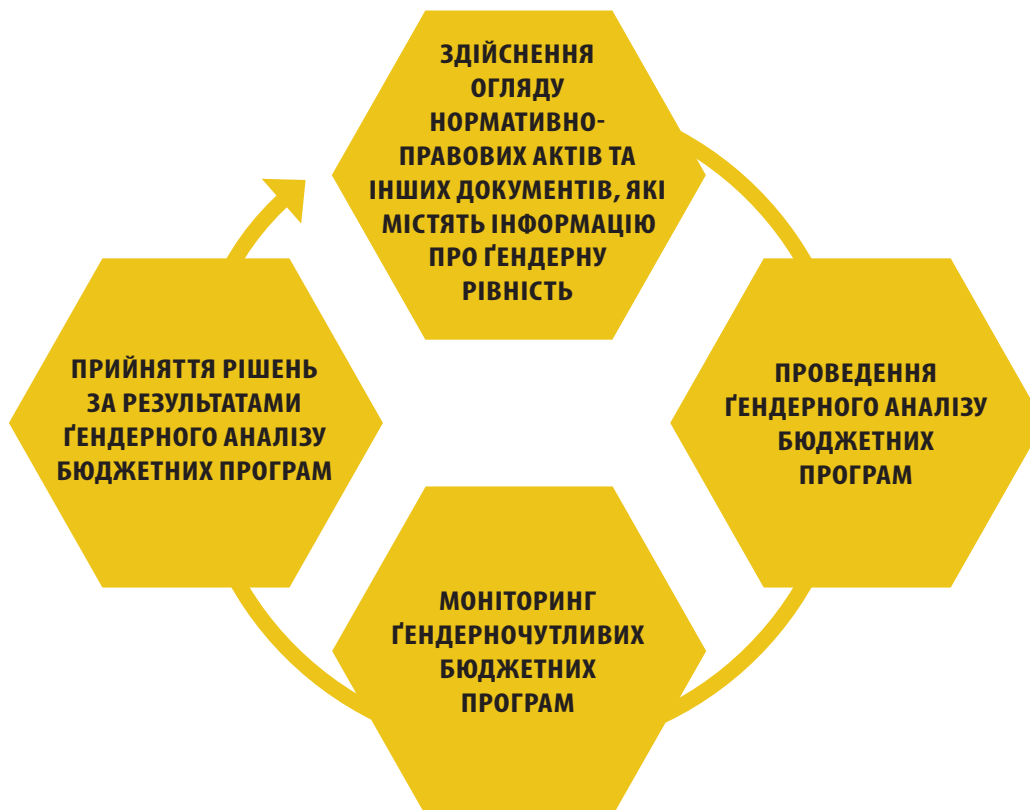 ЗДІЙСНЕННЯ
ОГЛЯДУ
НОРМАТИВНО-
ПРАВОВИХ АКТІВ ТА
ІНШИХ ДОКУМЕНТІВ, ЯКІ
МІСТЯТЬ ІНФОРМАЦІЮ
ПРО ҐЕНДЕРНУ
РІВНІСТЬ
ПРОВЕДЕННЯ
ҐЕНДЕРНОГО АНАЛІЗУ
БЮДЖЕТНИХ
ПРОГРАМ
МОНІТОРИНГ
ҐЕНДЕРНОЧУТЛИВИХ
БЮДЖЕТНИХ
ПРОГРАМ
ПРИЙНЯТТЯ РІШЕНЬ
ЗА РЕЗУЛЬТАТАМИ
ҐЕНДЕРНОГО АНАЛІЗУ
БЮДЖЕТНИХ ПРОГРАМ